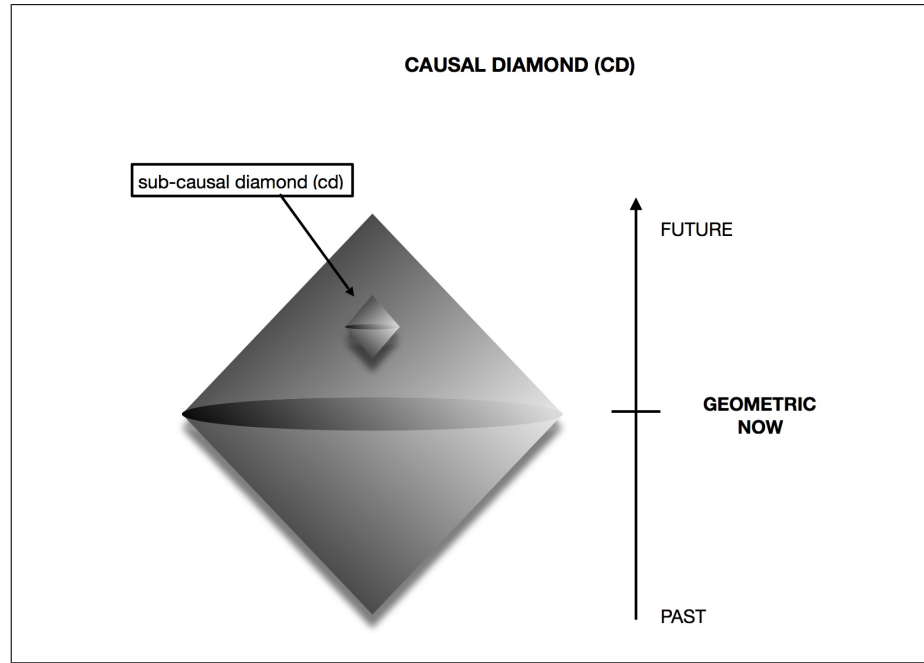 CAUSAL DIAMOND (CD)
sub-causal diamond (cd)
FUTURE
GEOMETRIC
NOW
PAST